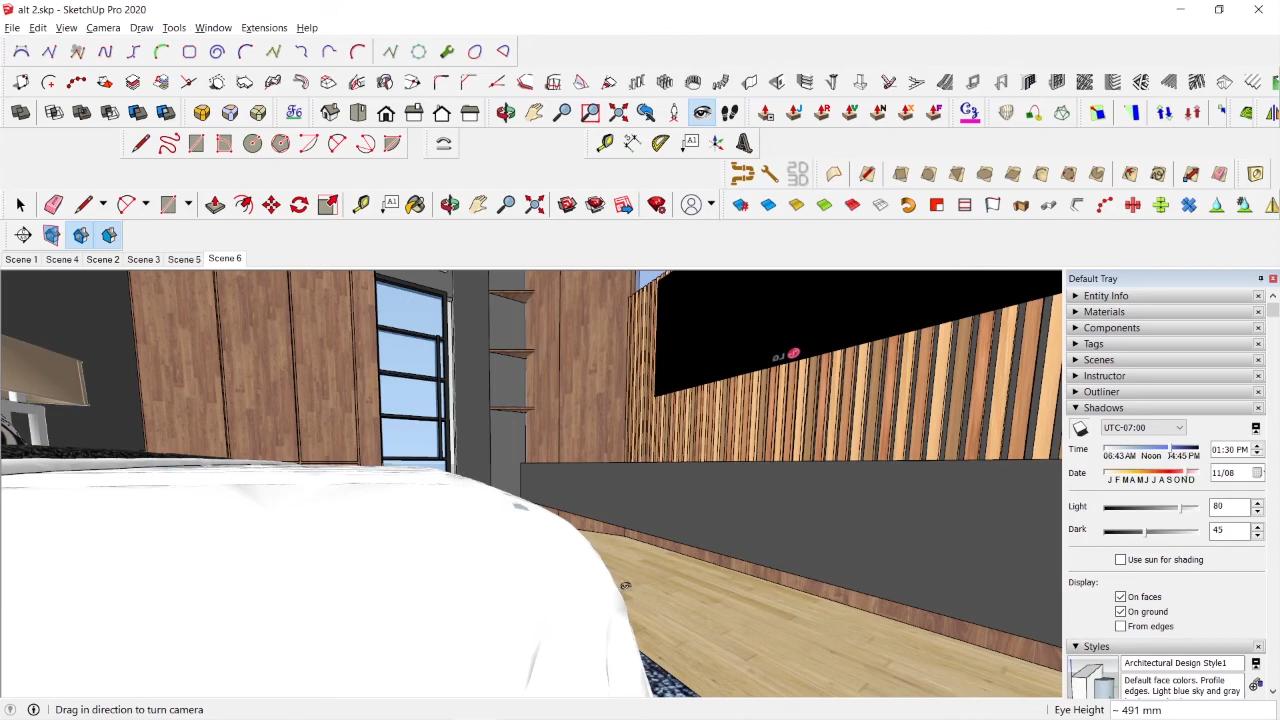 alt 2.skp - SketchUp Pro 2020
File Edit View Camera Draw Tools Window Extensions Help
A1
A1
2D
3D
Scene 1 Scene 4 Scene 2 Scene 3 Scene 5 Scene 6
Default Tray
Entity Info
Materials
Components
Tags
Scenes
Instructor
Outliner
Shadows
UTC-07:00
Time 06:43 AM Noon 04:45 PM 01:30 PM
Date J F M A M J J A S O N D 11/08
Light 80
Dark 45
Use sun for shading
Display:
On faces
On ground
From edges
Styles
Architectural Design Style1
Default face colors. Profile
edges. Light blue sky and gray
Drag in direction to turn camera
Eye Height ~ 491 mm